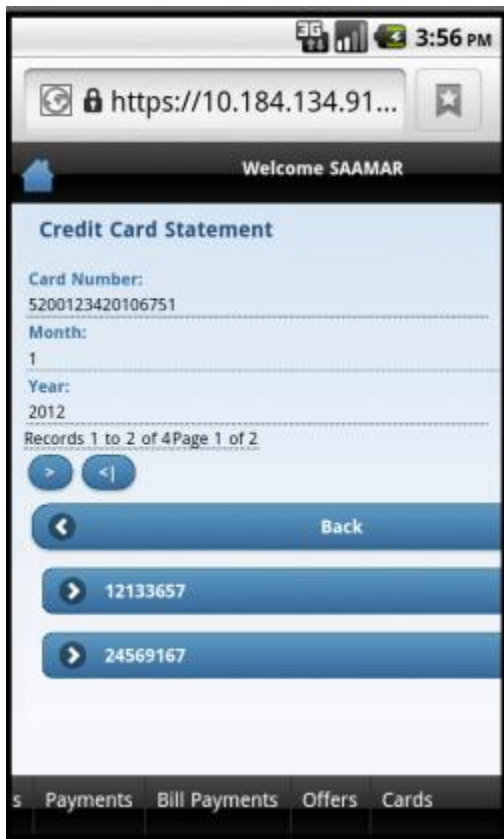 3G 3:56 PM
https://10.184.134.91...
Welcome SAAMAR
Credit Card Statement
Card Number:
5200123420106751
Month:
1
Year:
2012
Records 1 to 2 of 4Page 1 of 2
> <|
Back
12133657
24569167
s Payments Bill Payments Offers Cards